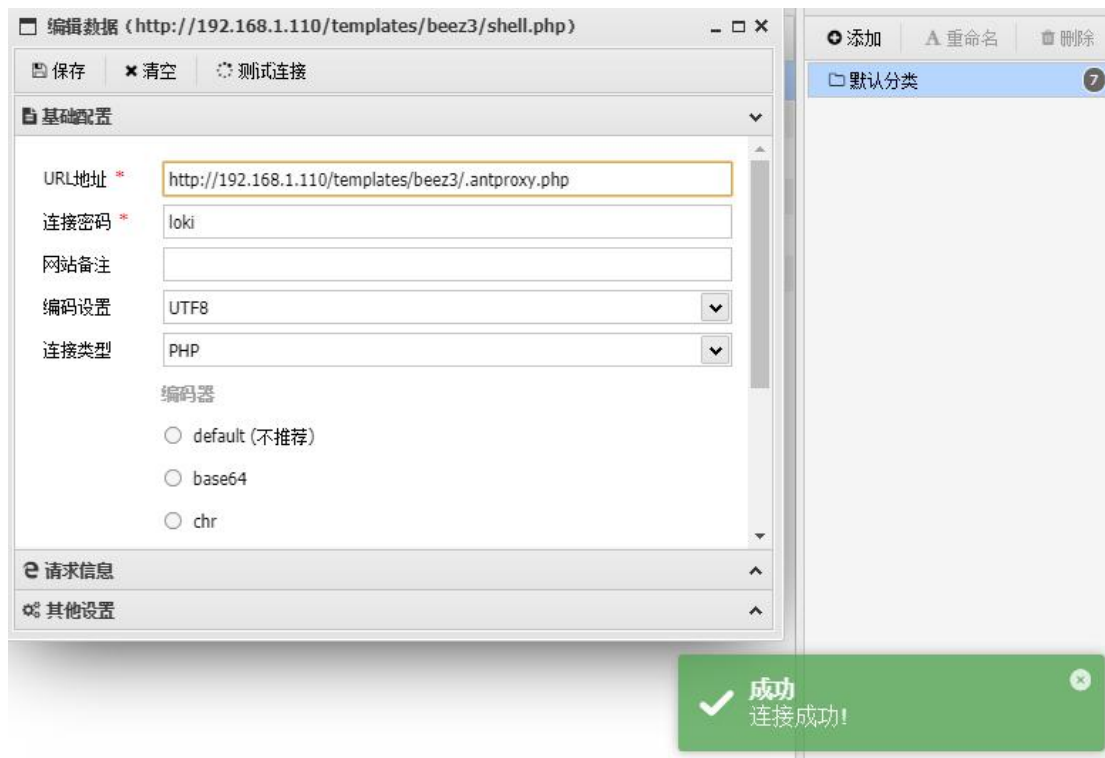 编辑数据 (http://192.168.1.110/templates/beez3/shell.php)
保存 清空 测试连接
基础配置
URL地址 * http://192.168.1.110/templates/beez3/.antproxy.php
连接密码 * loki
网站备注
编码设置 UTF8
连接类型 PHP
编码器
default (不推荐)
base64
chr
请求信息
其他设置
添加 A 重命名 删除
默认分类 7
成功
连接成功!